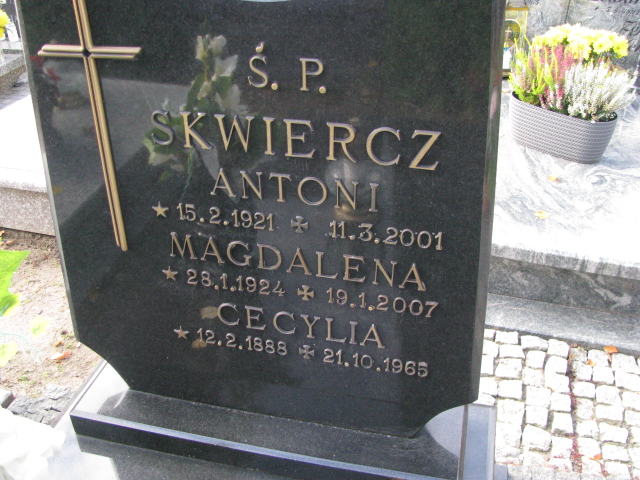 Ś. P.
SKWIERCZ
ANTONI
15.2.1921 11.3.2001
MAGDALENA
28.1.1924 19.1.2007
CECYLIA
12.2.1888 21.10.1965